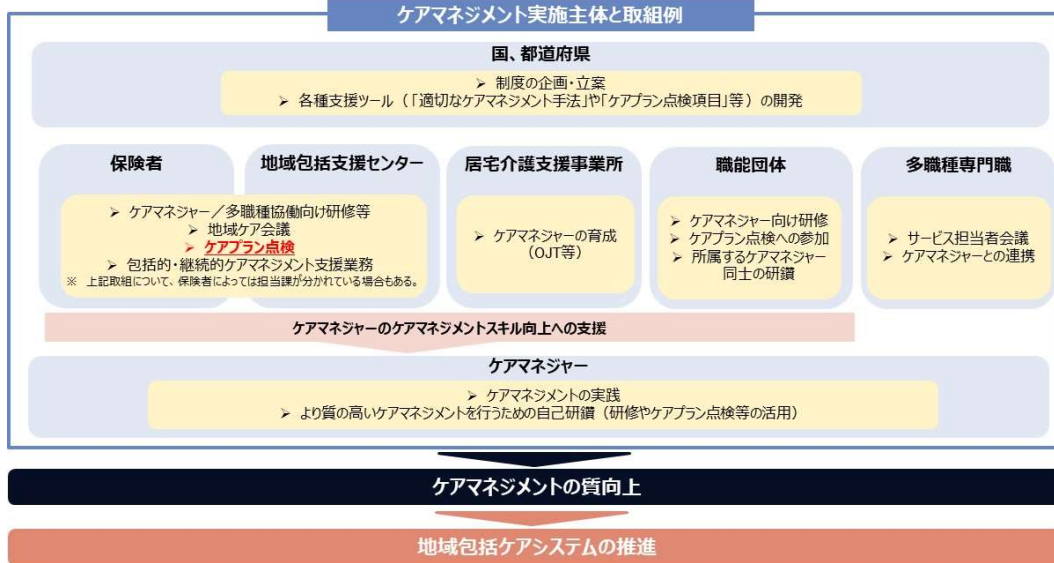 ケアマネジメント実施主体と取組例
国、都道府県
➢ 制度の企画・立案
➢ 各種支援ツール（「適切なケアマネジメント手法」や「ケアプラン点検項目」等）の開発
保険者
地域包括支援センター
➢ ケアマネジャー／多職種協働向け研修等
➢ 地域ケア会議
➢ ケアプラン点検
➢ 包括的・継続的ケアマネジメント支援業務
※ 上記取組について、保険者によっては担当課が分かれている場合もある。
居宅介護支援事業所
➢ ケアマネジャーの育成
（OJT等）
職能団体
➢ ケアマネジャー向け研修
➢ ケアプラン点検への参加
➢ 所属するケアマネジャー
同士の研鑽
多職種専門職
➢ サービス担当者会議
➢ ケアマネジャーとの連携
ケアマネジャーのケアマネジメントスキル向上への支援
ケアマネジャー
➢ ケアマネジメントの実践
➢ より質の高いケアマネジメントを行うための自己研鑽（研修やケアプラン点検等の活用）
ケアマネジメントの質向上
地域包括ケアシステムの推進